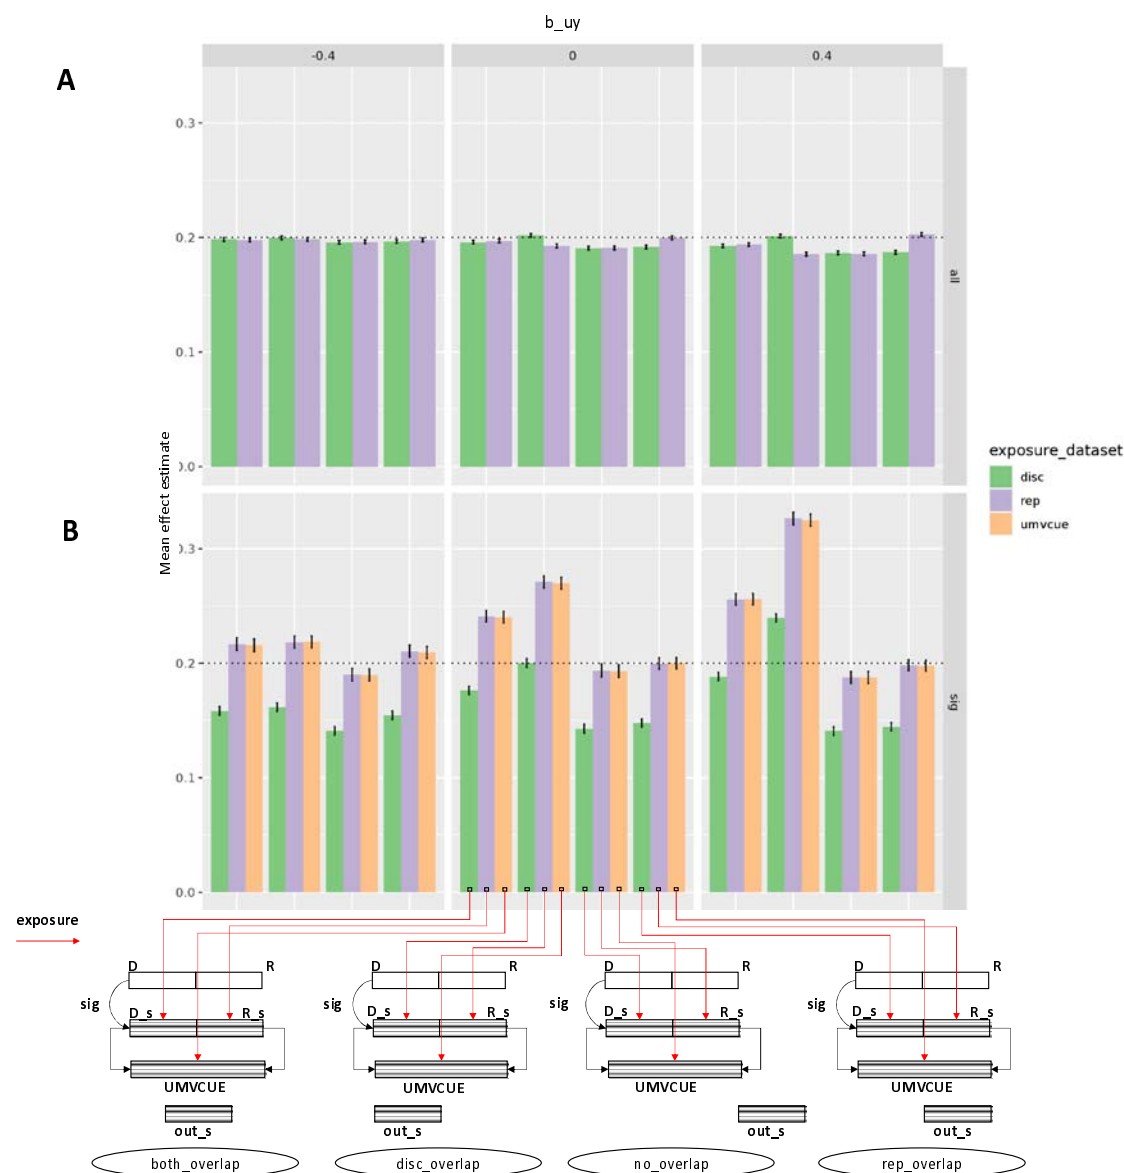 b_uy
-0.4 0 0.4
A
0.3
0.2
0.1
0.0
all
Mean effect estimate
exposure_dataset
disc
rep
umvcue
B
0.3
0.2
0.1
0.0
sig
exposure
D R D R D R D R
sig sig sig sig
D_s R_s D_s R_s D_s R_s D_s R_s
UMVCUE UMVCUE UMVCUE UMVCUE
out_s out_s out_s out_s
both_overlap disc_overlap no_overlap rep_overlap